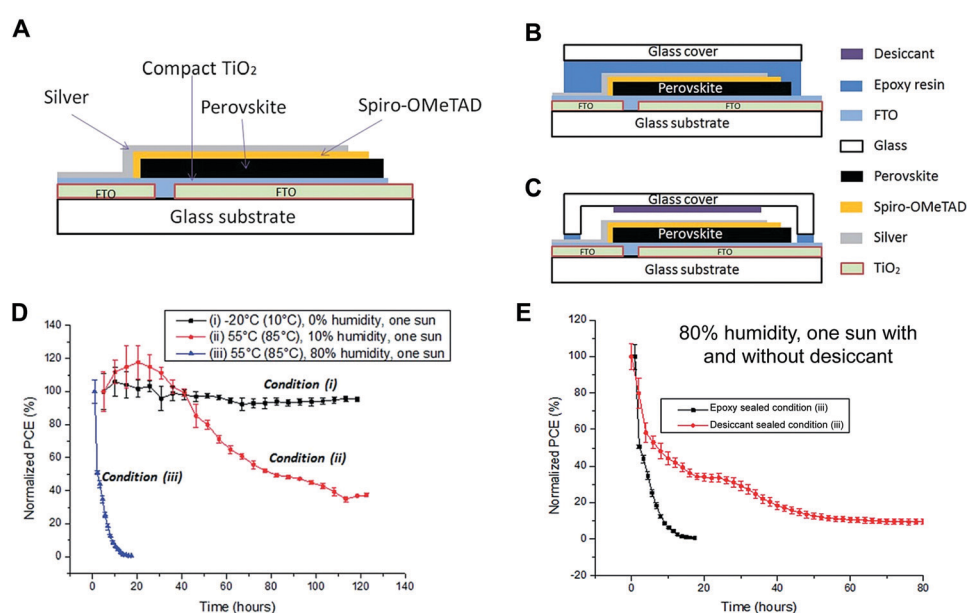 A
Compact TiO₂
Silver
Perovskite
Spiro-OMeTAD
FTO
FTO
Glass substrate
B
Glass cover
Perovskite
FTO
FTO
Glass substrate
C
Glass cover
Perovskite
FTO
FTO
Glass substrate
Desiccant
Epoxy resin
FTO
Glass
Perovskite
Spiro-OMeTAD
Silver
TiO₂
D
(i) -20°C (10°C), 0% humidity, one sun
(ii) 55°C (85°C), 10% humidity, one sun
(iii) 55°C (85°C), 80% humidity, one sun
Condition (i)
Condition (ii)
Condition (iii)
Normalized PCE (%)
140
120
100
80
60
40
20
0
0 20 40 60 80 100 120 140
Time (hours)
E
80% humidity, one sun with
and without desiccant
Epoxy sealed condition (iii)
Desiccant sealed condition (iii)
Normalized PCE (%)
120
100
80
60
40
20
0
-20
0 20 40 60 80
Time (hours)